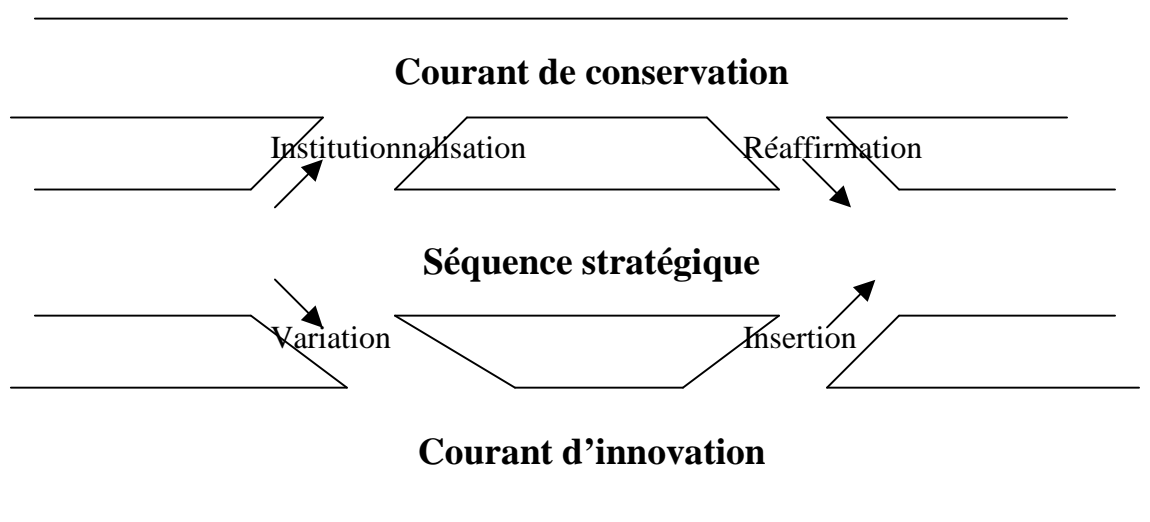 Courant de conservation
Institutionnalisation
Réaffirmation
Séquence stratégique
Variation
Insertion
Courant d’innovation